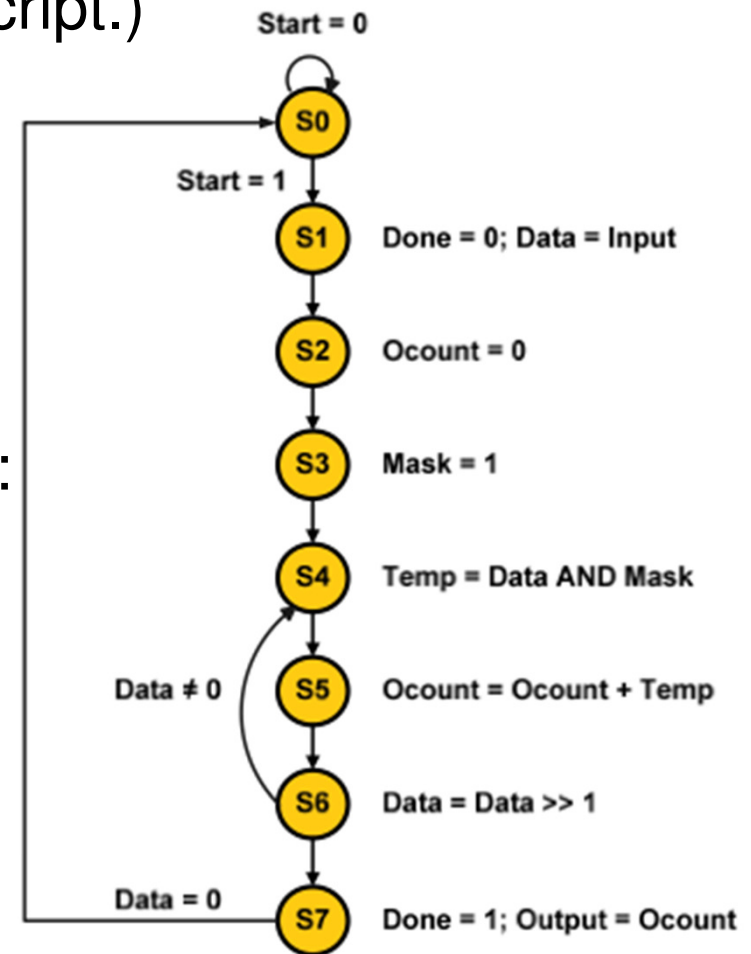 cript.)
Start = 0
S0
Start = 1
S1 Done = 0; Data = Input
S2 Ocount = 0
:
S3 Mask = 1
S4 Temp = Data AND Mask
Data ≠ 0
S5 Ocount = Ocount + Temp
S6 Data = Data >> 1
Data = 0
S7 Done = 1; Output = Ocount